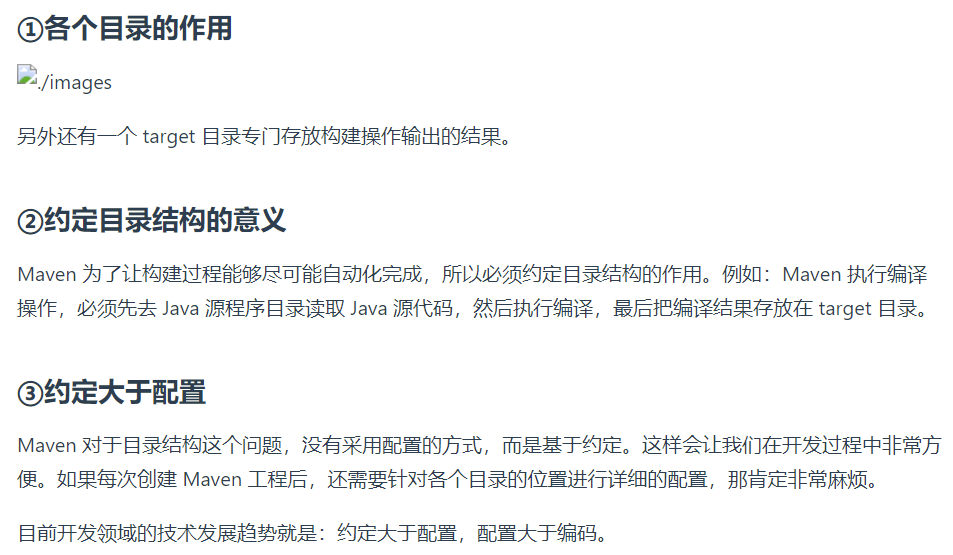 ①各个目录的作用
./images
另外还有一个 target 目录专门存放构建操作输出的结果。
②约定目录结构的意义
Maven 为了让构建过程能够尽可能自动化完成，所以必须约定目录结构的作用。例如：Maven 执行编译
操作，必须先去 Java 源程序目录读取 Java 源代码，然后执行编译，最后把编译结果存放在 target 目录。
③约定大于配置
Maven 对于目录结构这个问题，没有采用配置的方式，而是基于约定。这样会让我们在开发过程中非常方
便。如果每次创建 Maven 工程后，还需要针对各个目录的位置进行详细的配置，那肯定非常麻烦。
目前开发领域的技术发展趋势就是：约定大于配置，配置大于编码。